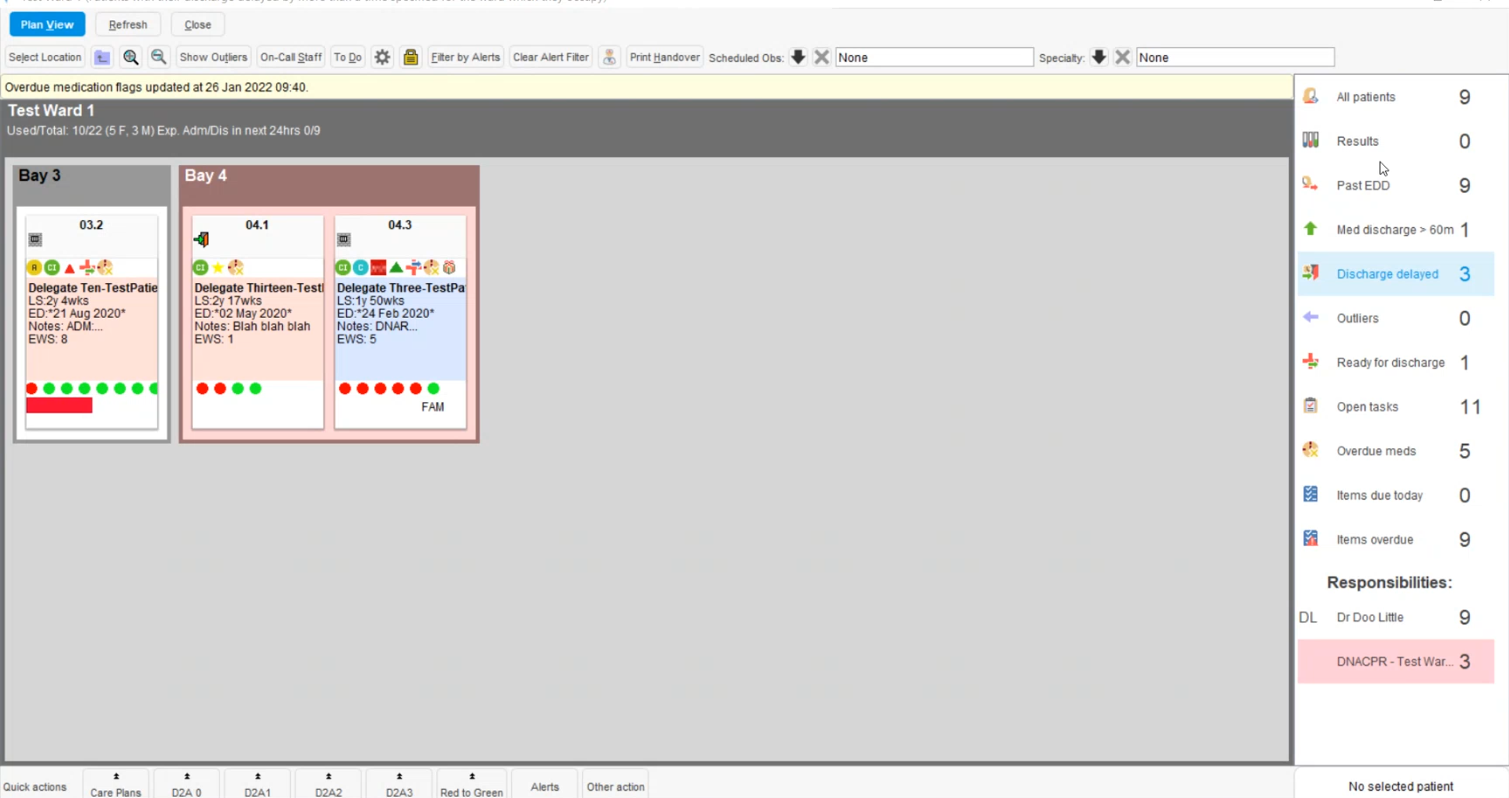 Plan View Refresh Close
Select Location Show Outliers On-Call Staff To Do Filter by Alerts Clear Alert Filter Print Handover Scheduled Obs: None Specialty: None
Overdue medication flags updated at 26 Jan 2022 09:40.
Test Ward 1
Used/Total: 10/22 (5 F, 3 M) Exp. Adm/Dis in next 24hrs 0/9
Bay 3
03.2
R CI
Delegate Ten-TestPatie
LS:2y 4wks
ED:*21 Aug 2020*
Notes: ADM:...
EWS: 8
Bay 4
04.1
CI
Delegate Thirteen-Test
LS:2y 17wks
ED:*02 May 2020*
Notes: Blah blah blah
EWS: 1
04.3
CI C
Delegate Three-TestPa
LS:1y 50wks
ED:*24 Feb 2020*
Notes: DNAR...
EWS: 5
FAM
All patients 9
Results 0
Past EDD 9
Med discharge > 60m 1
Discharge delayed 3
Outliers 0
Ready for discharge 1
Open tasks 11
Overdue meds 5
Items due today 0
Items overdue 9
Responsibilities:
DL Dr Doo Little 9
DNACPR - Test War... 3
Quick actions Care Plans D2A 0 D2A1 D2A2 D2A3 Red to Green Alerts Other action
No selected patient